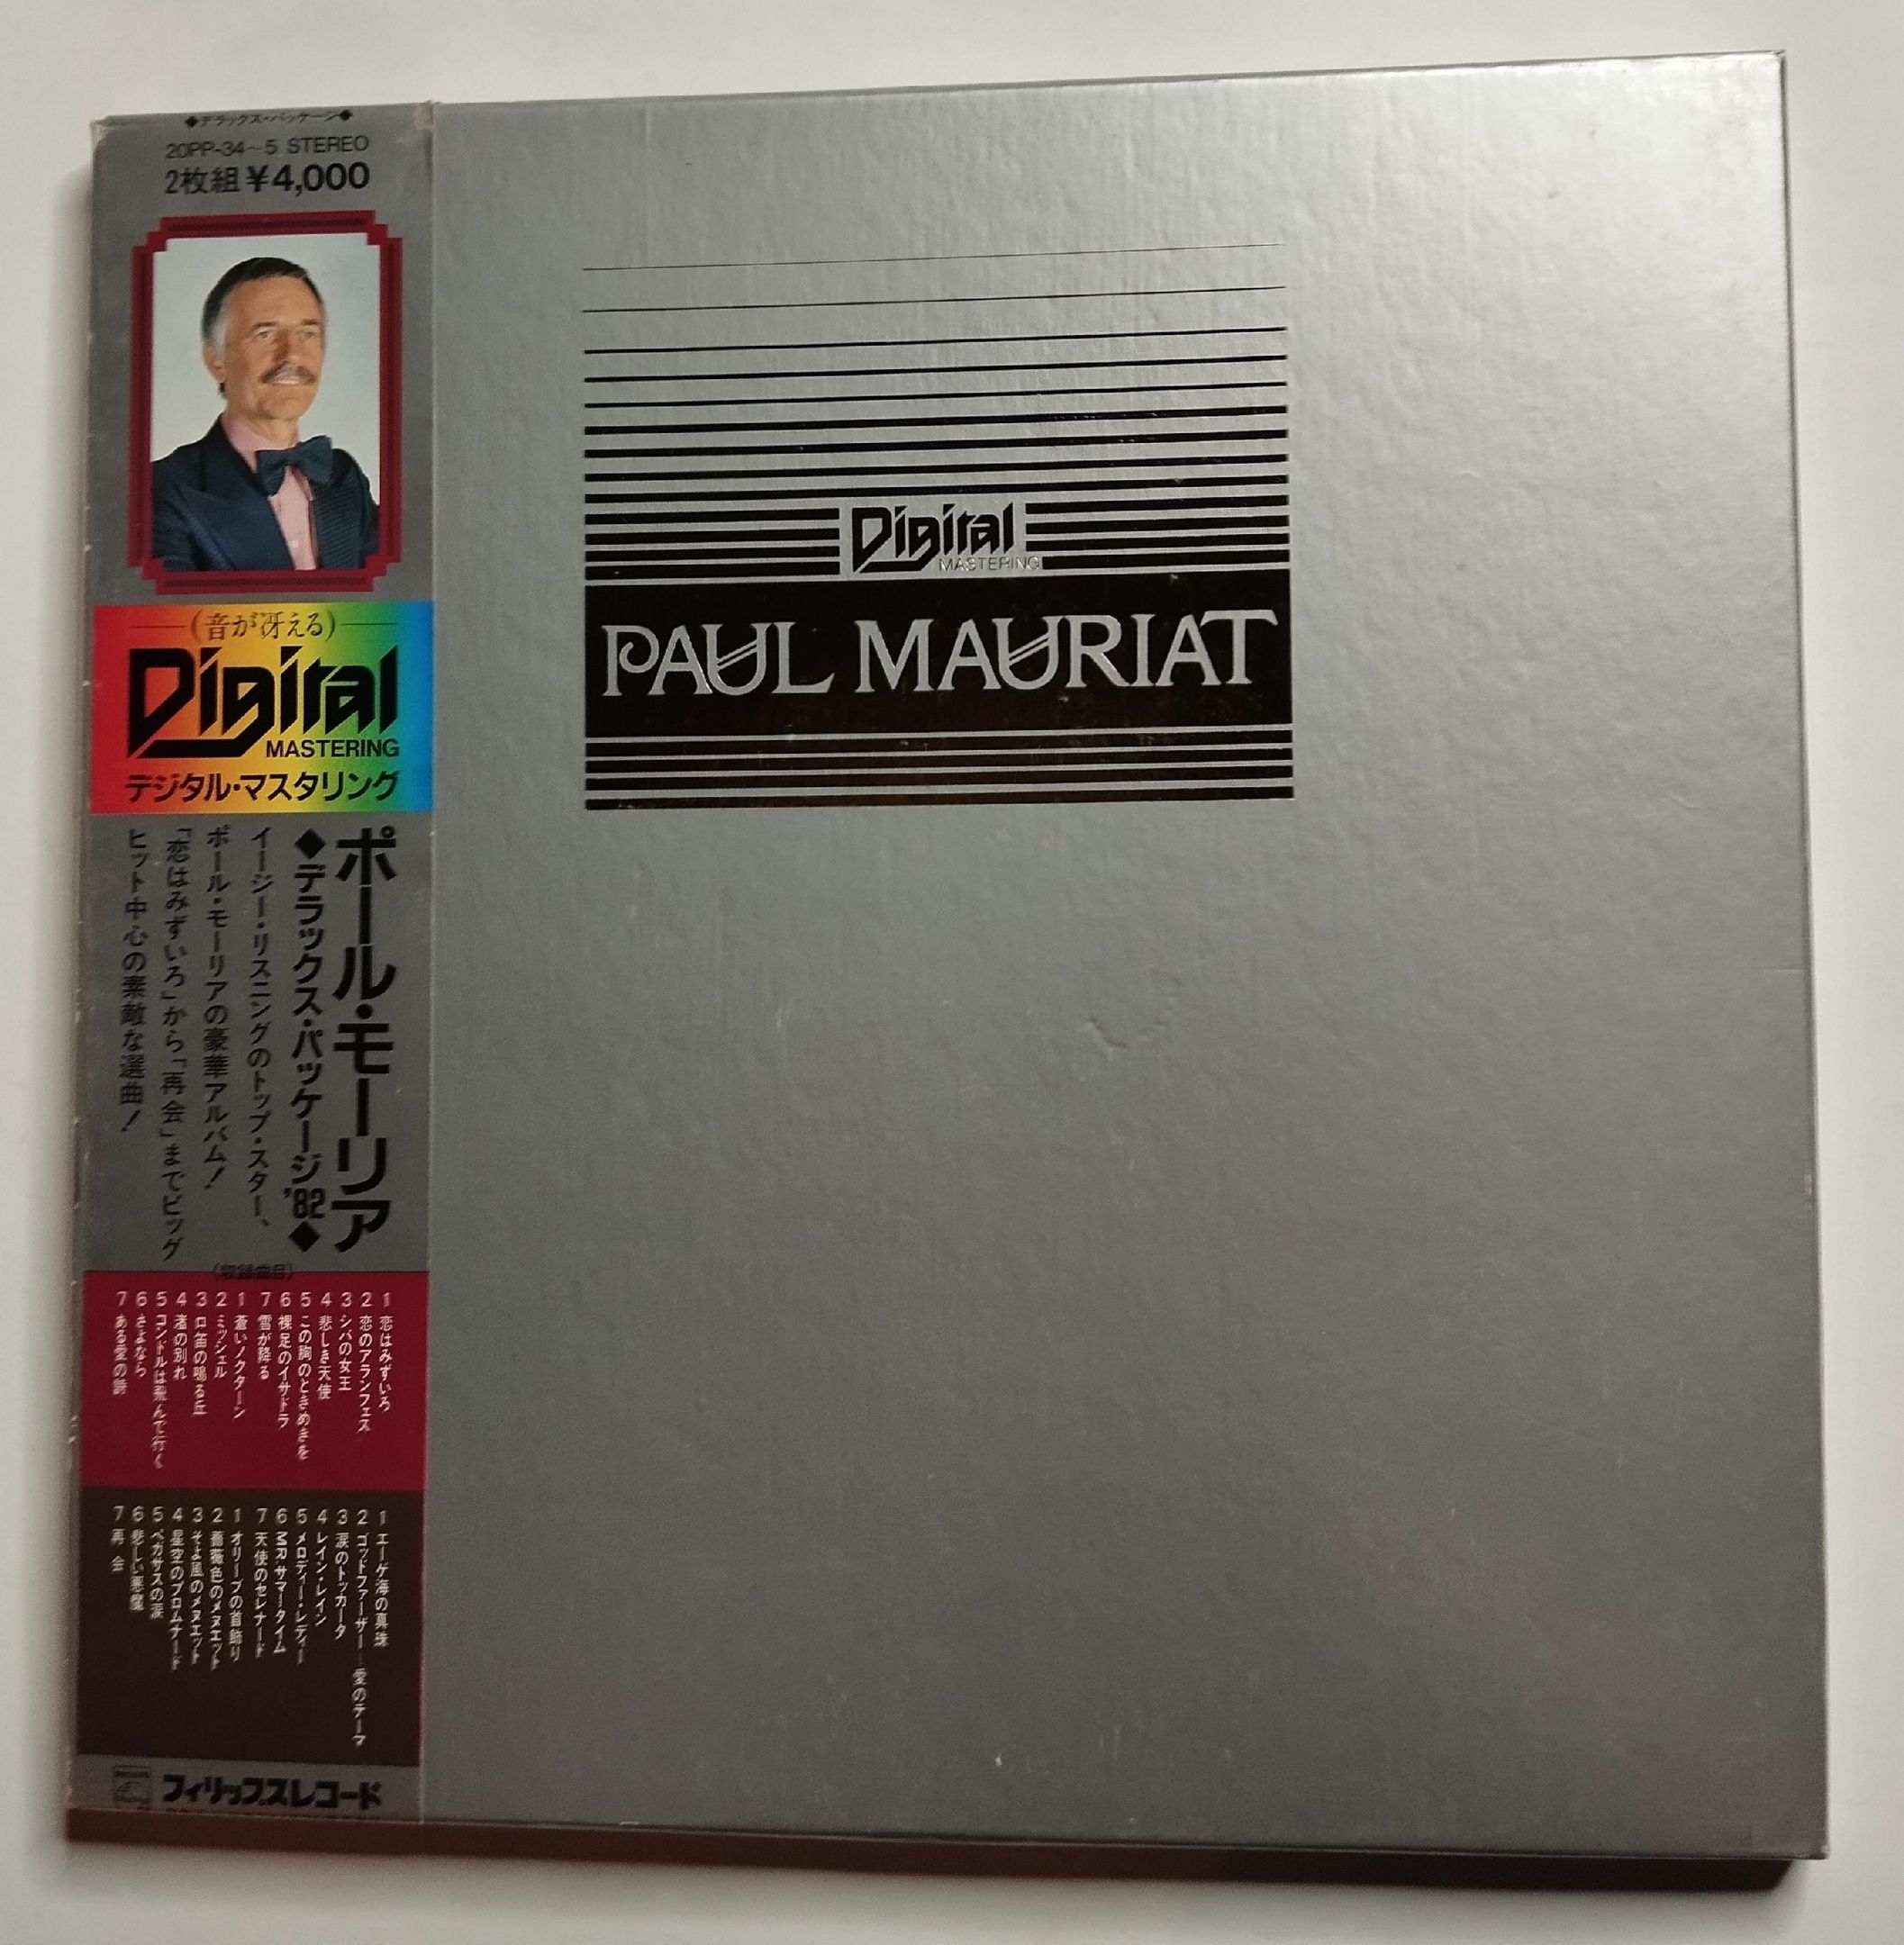 ◆デラックス・パッケージ◆
20PP-34~5 STEREO
2枚組¥4,000
(音が冴える)
Digital
MASTERING
デジタル・マスタリング
ポール・モーリア
◆デラックス・パッケージ'82◆
イージー・リスニングのトップ・スター、
ポール・モーリアの豪華アルバム!
「恋はみずいろ」から「再会」までビッグ
ヒット中心の素敵な選曲!
(収録曲目)
1 恋はみずいろ
2 恋のアランフェス
3 シバの女王
4 悲しき天使
5 この胸のときめきを
6 裸足のイサドラ
7 雪が降る
1 蒼いノクターン
2 ミッシェル
3 口笛の鳴る丘
4 渚の別れ
5 コンドルは飛んで行く
6 さよなら
7 ある愛の詩
1 エーゲ海の真珠
2 ゴッドファーザー―愛のテーマ
3 涙のトッカータ
4 レイン・レイン
5 メロディー・レディー
6 MR サマータイム
7 天使のセレナード
1 オリーブの首飾り
2 薔薇色のメヌエット
3 そよ風のメヌエット
4 星空のプロムナード
5 ペガサスの涙
6 悲しい悪魔
7 再会
PHILIPS
フィリップスレコード
Digital
MASTERING
PAUL MAURIAT